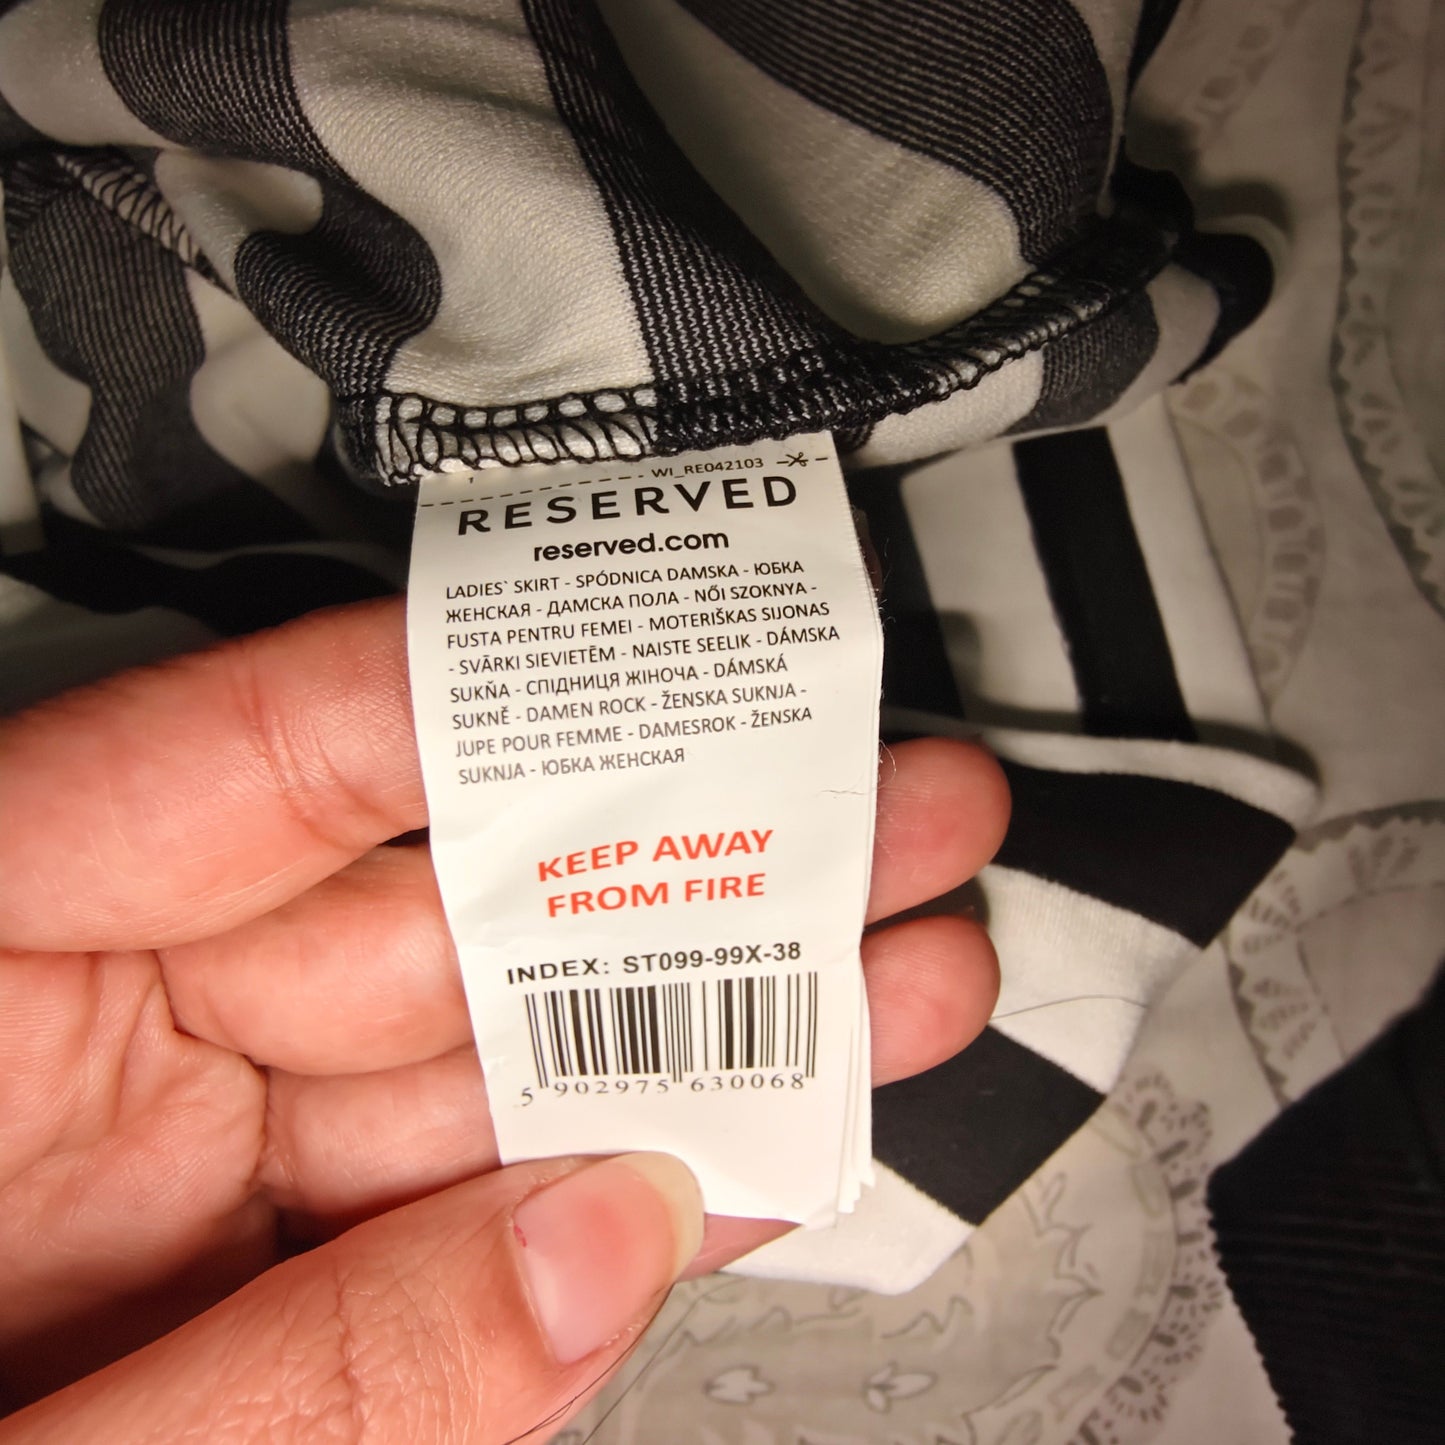 WI_RE042103
RESERVED
reserved.com
LADIES` SKIRT - SPÓDNICA DAMSKA - ЮБКА
ЖЕНСКАЯ - ДАМСКА ПОЛА - NŐI SZOKNYA -
FUSTA PENTRU FEMEI - MOTERIŠKAS SIJONAS
- SVĀRKI SIEVIETĒM - NAISTE SEELIK - DÁMSKA
SUKŇA - СПІДНИЦЯ ЖІНОЧА - DÁMSKÁ
SUKNĚ - DAMEN ROCK - ŽENSKA SUKNJA -
JUPE POUR FEMME - DAMESROK - ŽENSKA
SUKNJA - ЮБКА ЖЕНСКАЯ
KEEP AWAY
FROM FIRE
INDEX: ST099-99X-38
5 902975 630068